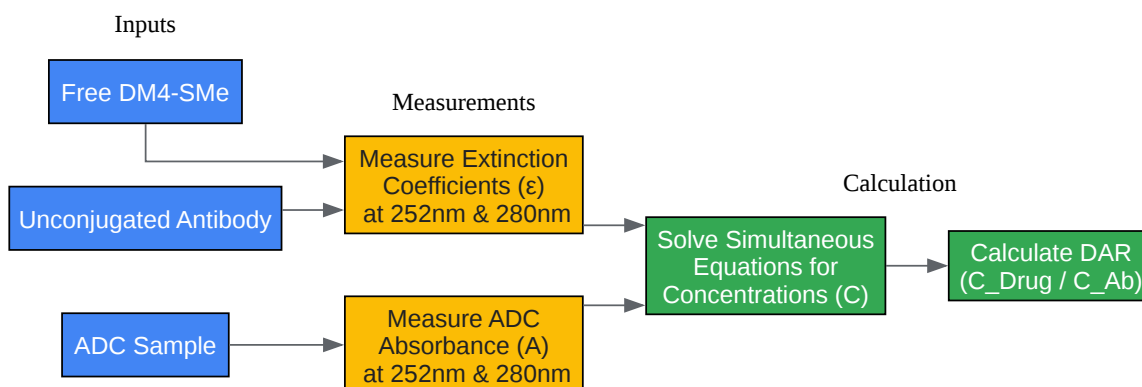 Inputs
Free DM4-SMe
Measurements
Measure Extinction
Coefficients (ε)
at 252nm & 280nm
Unconjugated Antibody
Calculation
Solve Simultaneous
Equations for
Concentrations (C)
Calculate DAR
(C_Drug / C_Ab)
ADC Sample
Measure ADC
Absorbance (A)
at 252nm & 280nm